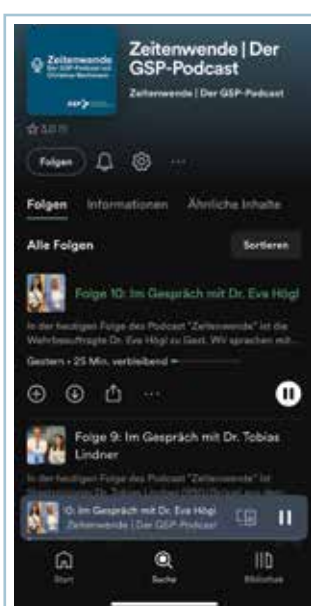 Zeitenwende
Der GSP-Podcast mit
Zeitenwende | Der
GSP-Podcast
Zeitenwende | Der GSP-Podcast
Folgen
Folgen Informationen Ähnliche Inhalte
Alle Folgen Sortieren
Folge 10: Im Gespräch mit Dr. Eva Högl
In der heutigen Folge des Podcast "Zeitenwende" ist die
Wehrbeauftragte Dr. Eva Högl zu Gast. Wir sprachen mit...
Gestern • 25 Min. verbleibend
Folge 9: Im Gespräch mit Dr. Tobias
Lindner
In der heutigen Folge des Podcast "Zeitenwende" ist
0: Im Gespräch mit Dr. Eva Högl
Zeitenwende | Der GSP-Podcast
Start Suche Bibliothek